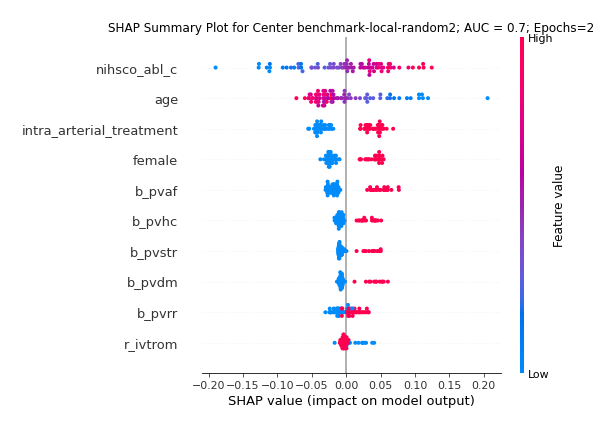 SHAP Summary Plot for Center benchmark-local-random2; AUC = 0.7; Epochs=2
High
nihsco_abl_c
age
intra_arterial_treatment
female
b_pvaf
b_pvhc
b_pvstr
b_pvdm
b_pvrr
r_ivtrom
Feature value
Low
−0.20 −0.15 −0.10 −0.05 0.00 0.05 0.10 0.15 0.20
SHAP value (impact on model output)